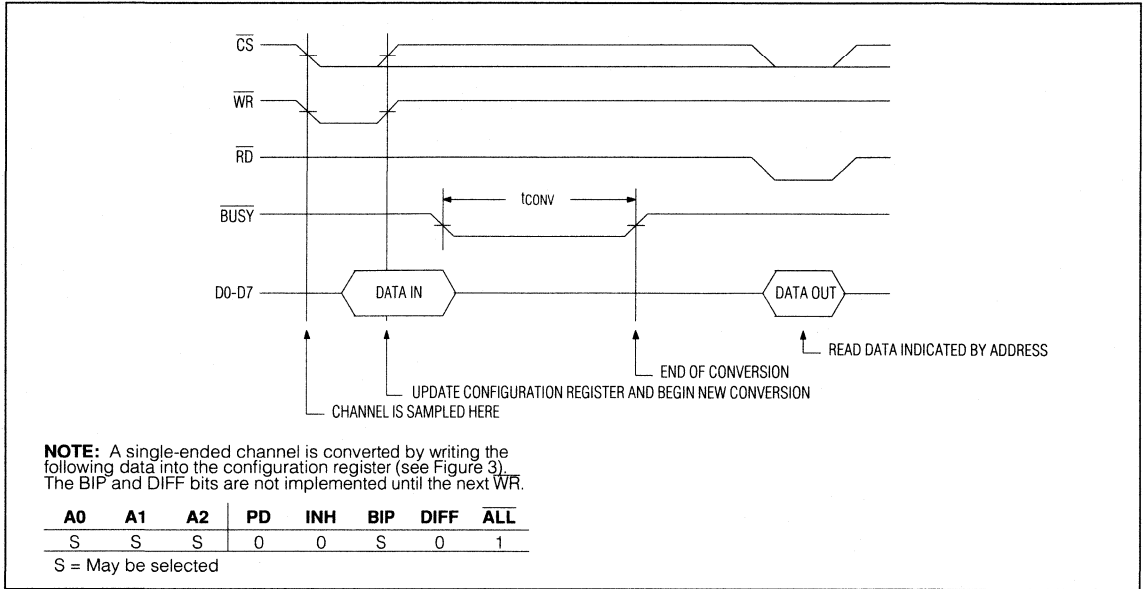 CS
WR
RD
tCONV
BUSY
D0-D7
DATA IN
DATA OUT
READ DATA INDICATED BY ADDRESS
END OF CONVERSION
UPDATE CONFIGURATION REGISTER AND BEGIN NEW CONVERSION
CHANNEL IS SAMPLED HERE
NOTE: A single-ended channel is converted by writing the
following data into the configuration register (see Figure 3).
The BIP and DIFF bits are not implemented until the next WR.
A0 A1 A2 PD INH BIP DIFF ALL
S S S 0 0 S 0 1
S = May be selected